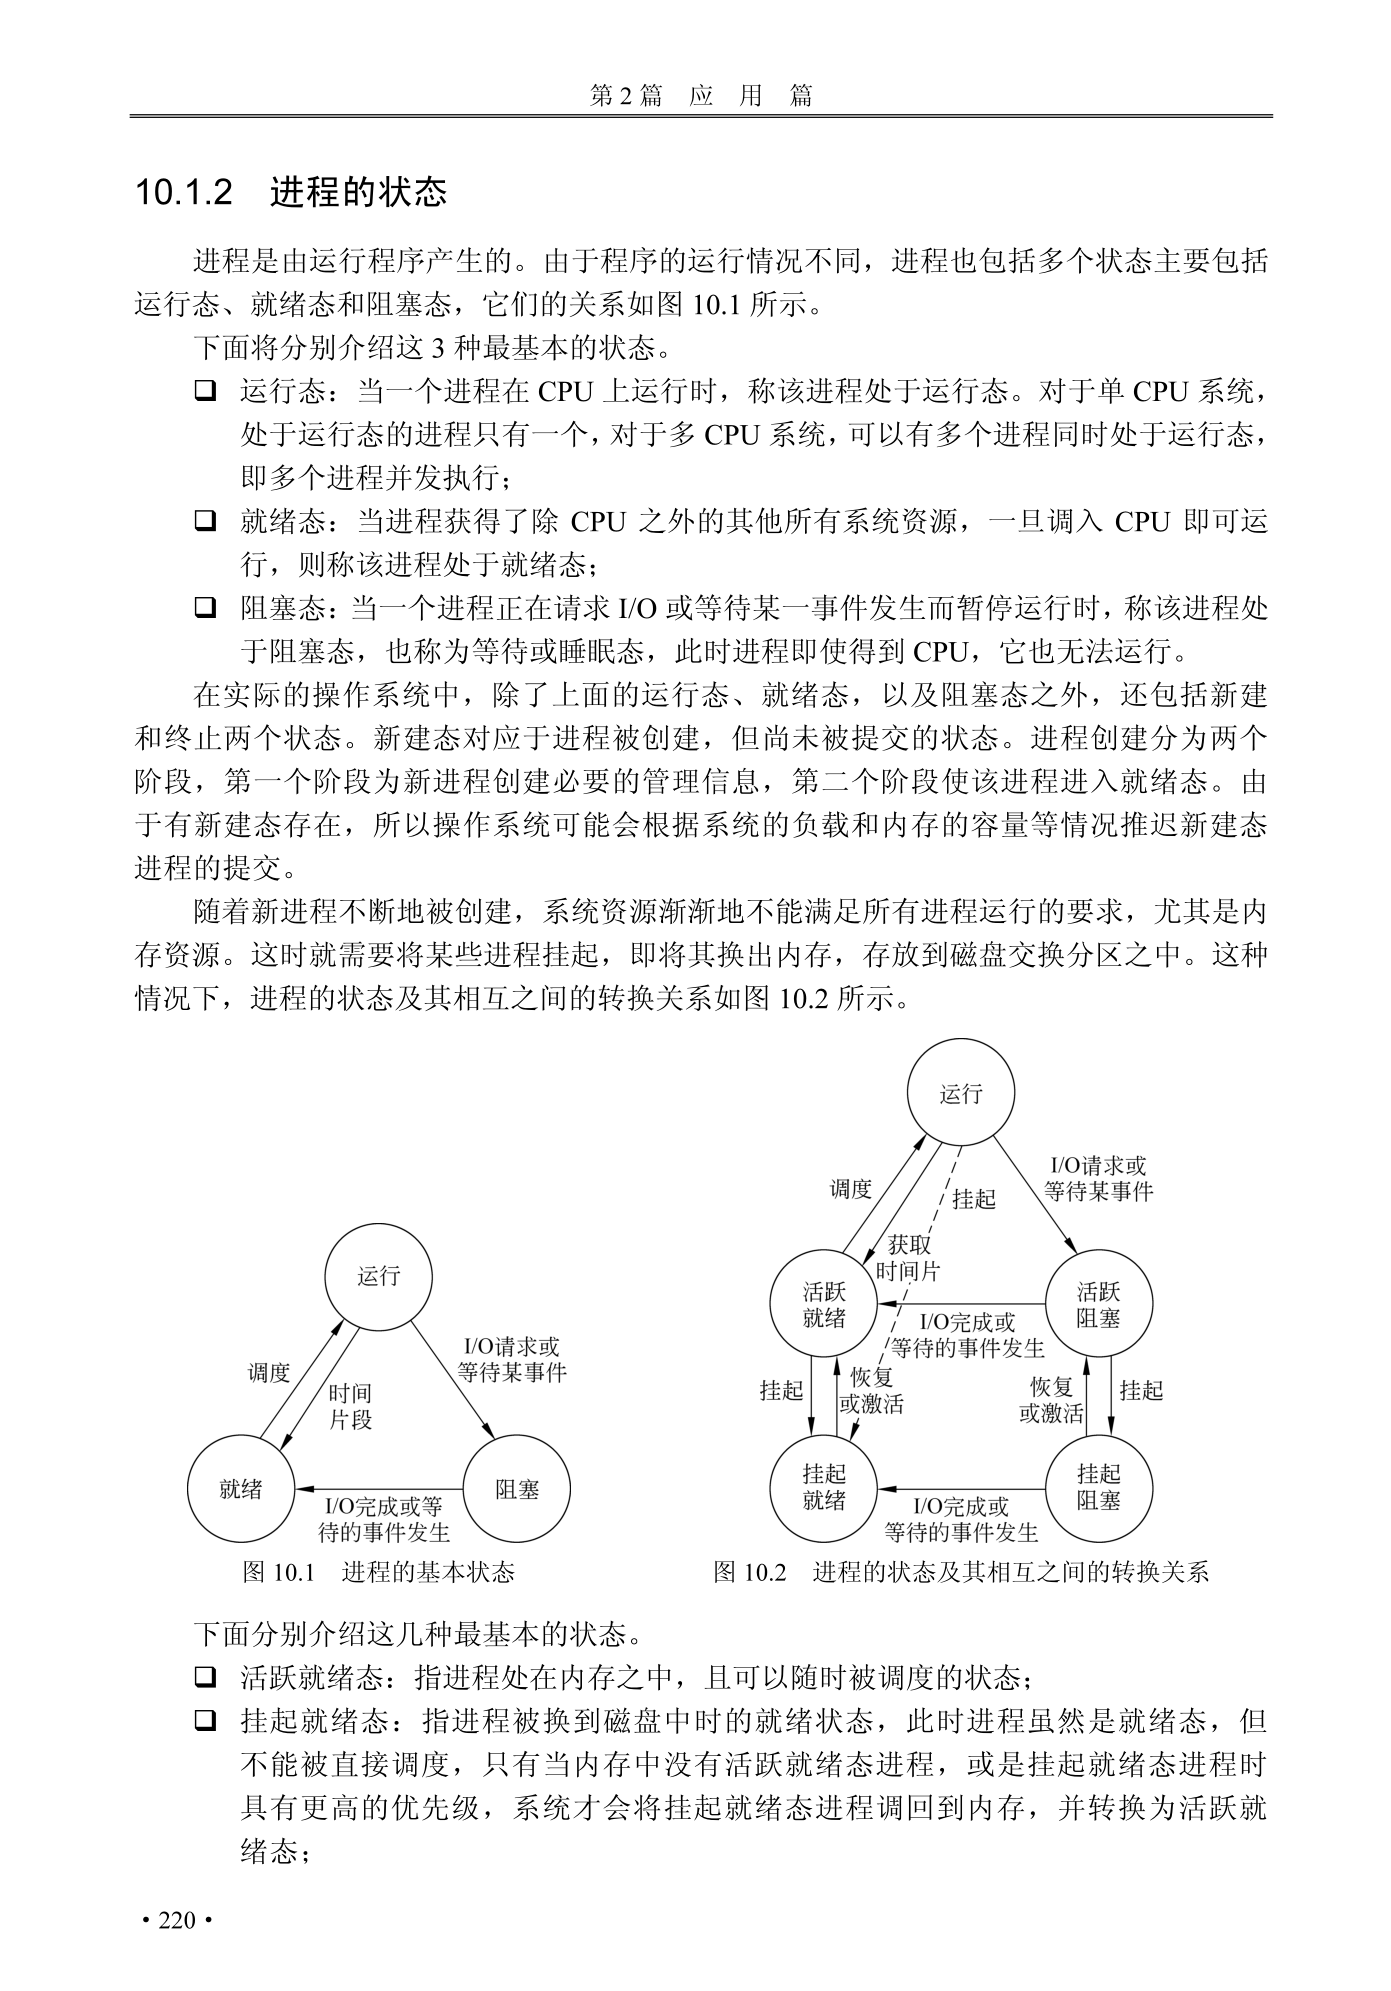 第2篇 应 用 篇
10.1.2 进程的状态
进程是由运行程序产生的。由于程序的运行情况不同，进程也包括多个状态主要包括
运行态、就绪态和阻塞态，它们的关系如图 10.1 所示。
下面将分别介绍这 3 种最基本的状态。
❑ 运行态：当一个进程在 CPU 上运行时，称该进程处于运行态。对于单 CPU 系统，
处于运行态的进程只有一个，对于多 CPU 系统，可以有多个进程同时处于运行态，
即多个进程并发执行；
❑ 就绪态：当进程获得了除 CPU 之外的其他所有系统资源，一旦调入 CPU 即可运
行，则称该进程处于就绪态；
❑ 阻塞态：当一个进程正在请求 I/O 或等待某一事件发生而暂停运行时，称该进程处
于阻塞态，也称为等待或睡眠态，此时进程即使得到 CPU，它也无法运行。
在实际的操作系统中，除了上面的运行态、就绪态，以及阻塞态之外，还包括新建
和终止两个状态。新建态对应于进程被创建，但尚未被提交的状态。进程创建分为两个
阶段，第一个阶段为新进程创建必要的管理信息，第二个阶段使该进程进入就绪态。由
于有新建态存在，所以操作系统可能会根据系统的负载和内存的容量等情况推迟新建态
进程的提交。
随着新进程不断地被创建，系统资源渐渐地不能满足所有进程运行的要求，尤其是内
存资源。这时就需要将某些进程挂起，即将其换出内存，存放到磁盘交换分区之中。这种
情况下，进程的状态及其相互之间的转换关系如图 10.2 所示。
运行
调度
时间
片段
I/O请求或
等待某事件
就绪
阻塞
I/O完成或等
待的事件发生
图 10.1 进程的基本状态
运行
调度
挂起
I/O请求或
等待某事件
获取
时间片
活跃
就绪
活跃
阻塞
I/O完成或
等待的事件发生
挂起
恢复
或激活
恢复
或激活
挂起
挂起
就绪
挂起
阻塞
I/O完成或
等待的事件发生
图 10.2 进程的状态及其相互之间的转换关系
下面分别介绍这几种最基本的状态。
❑ 活跃就绪态：指进程处在内存之中，且可以随时被调度的状态；
❑ 挂起就绪态：指进程被换到磁盘中时的就绪状态，此时进程虽然是就绪态，但
不能被直接调度，只有当内存中没有活跃就绪态进程，或是挂起就绪态进程时
具有更高的优先级，系统才会将挂起就绪态进程调回到内存，并转换为活跃就
绪态；
·220·